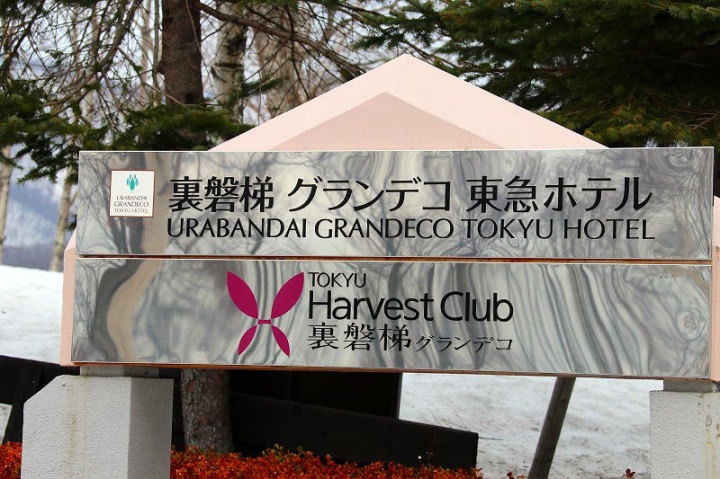 URABANDAI
GRANDECO
TOKYU HOTEL
裏磐梯 グランデコ 東急ホテル
URABANDAI GRANDECO TOKYU HOTEL
TOKYU
Harvest Club
裏磐梯グランデコ